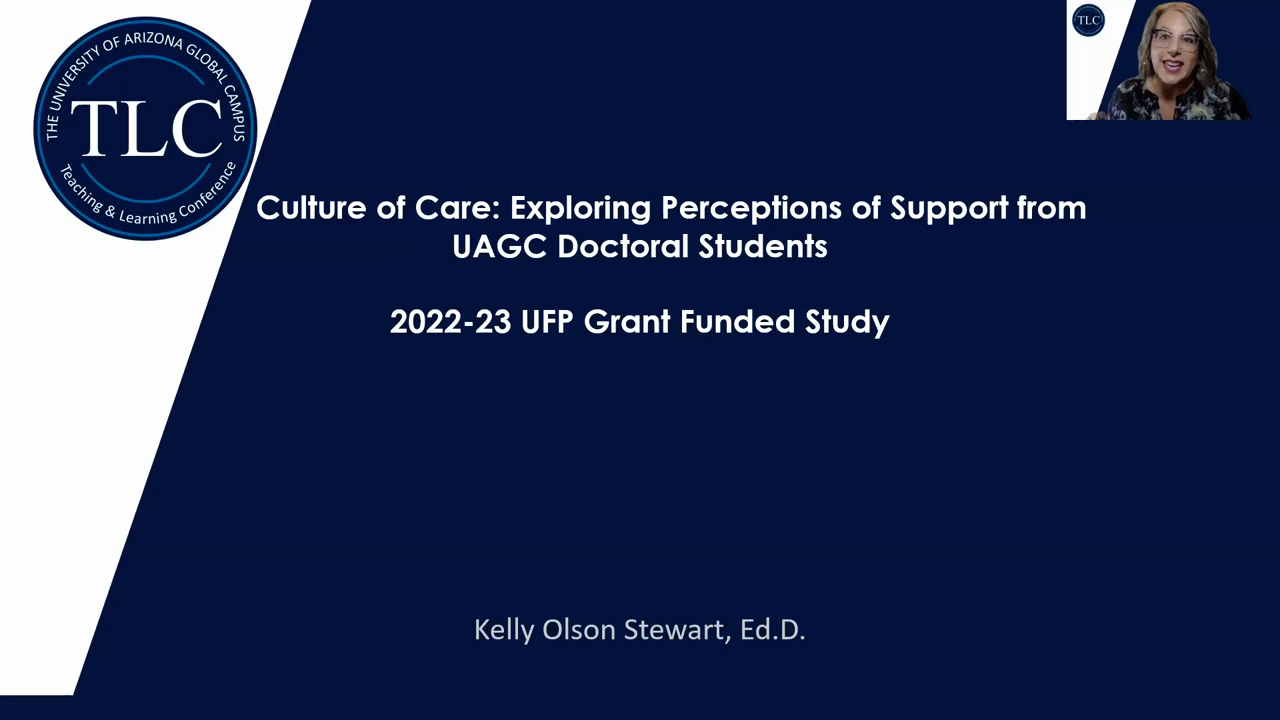 THE UNIVERSITY OF ARIZONA GLOBAL CAMPUS
TLC
Teaching & Learning Conference
TLC
Culture of Care: Exploring Perceptions of Support from
UAGC Doctoral Students
2022-23 UFP Grant Funded Study
Kelly Olson Stewart, Ed.D.